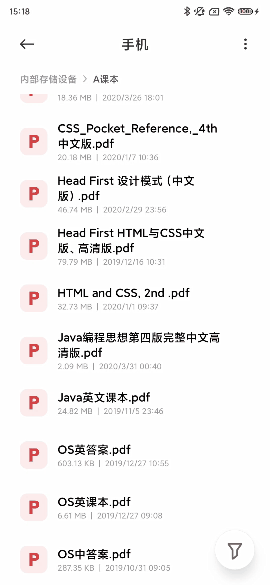 15:18
手机
内部存储设备 > A课本
18.36 MB | 2020/3/26 18:01
CSS_Pocket_Reference,_4th
中文版.pdf
20.18 MB | 2020/1/7 10:36
Head First 设计模式（中文
版）.pdf
46.74 MB | 2020/2/29 23:56
Head First HTML与CSS中文
版、高清版.pdf
79.79 MB | 2019/12/16 10:31
HTML and CSS, 2nd .pdf
32.73 MB | 2020/1/1 09:37
Java编程思想第四版完整中文高
清版.pdf
2.09 MB | 2020/3/31 00:40
Java英文课本.pdf
24.82 MB | 2019/11/5 23:46
OS英答案.pdf
603.13 KB | 2019/12/27 10:55
OS英课本.pdf
6.61 MB | 2019/12/27 09:08
OS中答案.pdf
287.35 KB | 2019/10/31 09:05